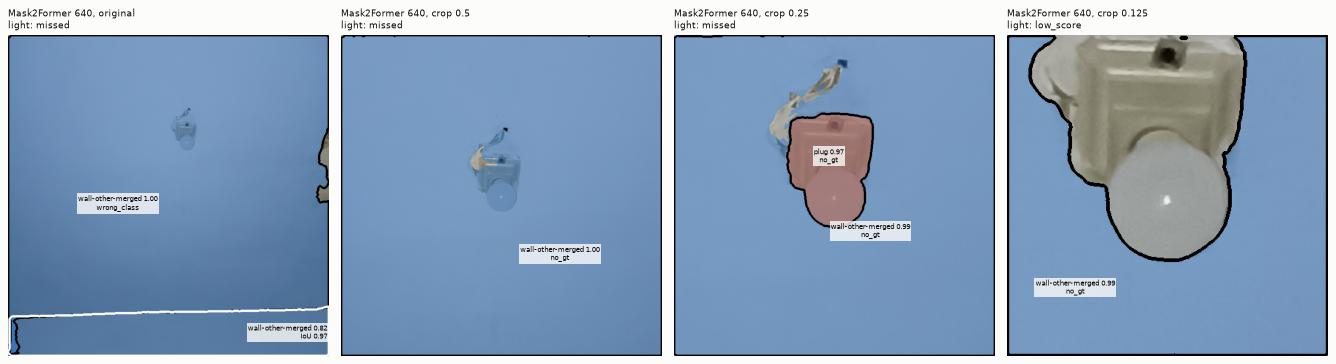 Mask2Former 640, original
light: missed
wall-other-merged 1.00
wrong_class
wall-other-merged 0.82
IoU 0.97
Mask2Former 640, crop 0.5
light: missed
wall-other-merged 1.00
no_gt
Mask2Former 640, crop 0.25
light: missed
plug 0.97
no_gt
wall-other-merged 0.99
no_gt
Mask2Former 640, crop 0.125
light: low_score
wall-other-merged 0.99
no_gt